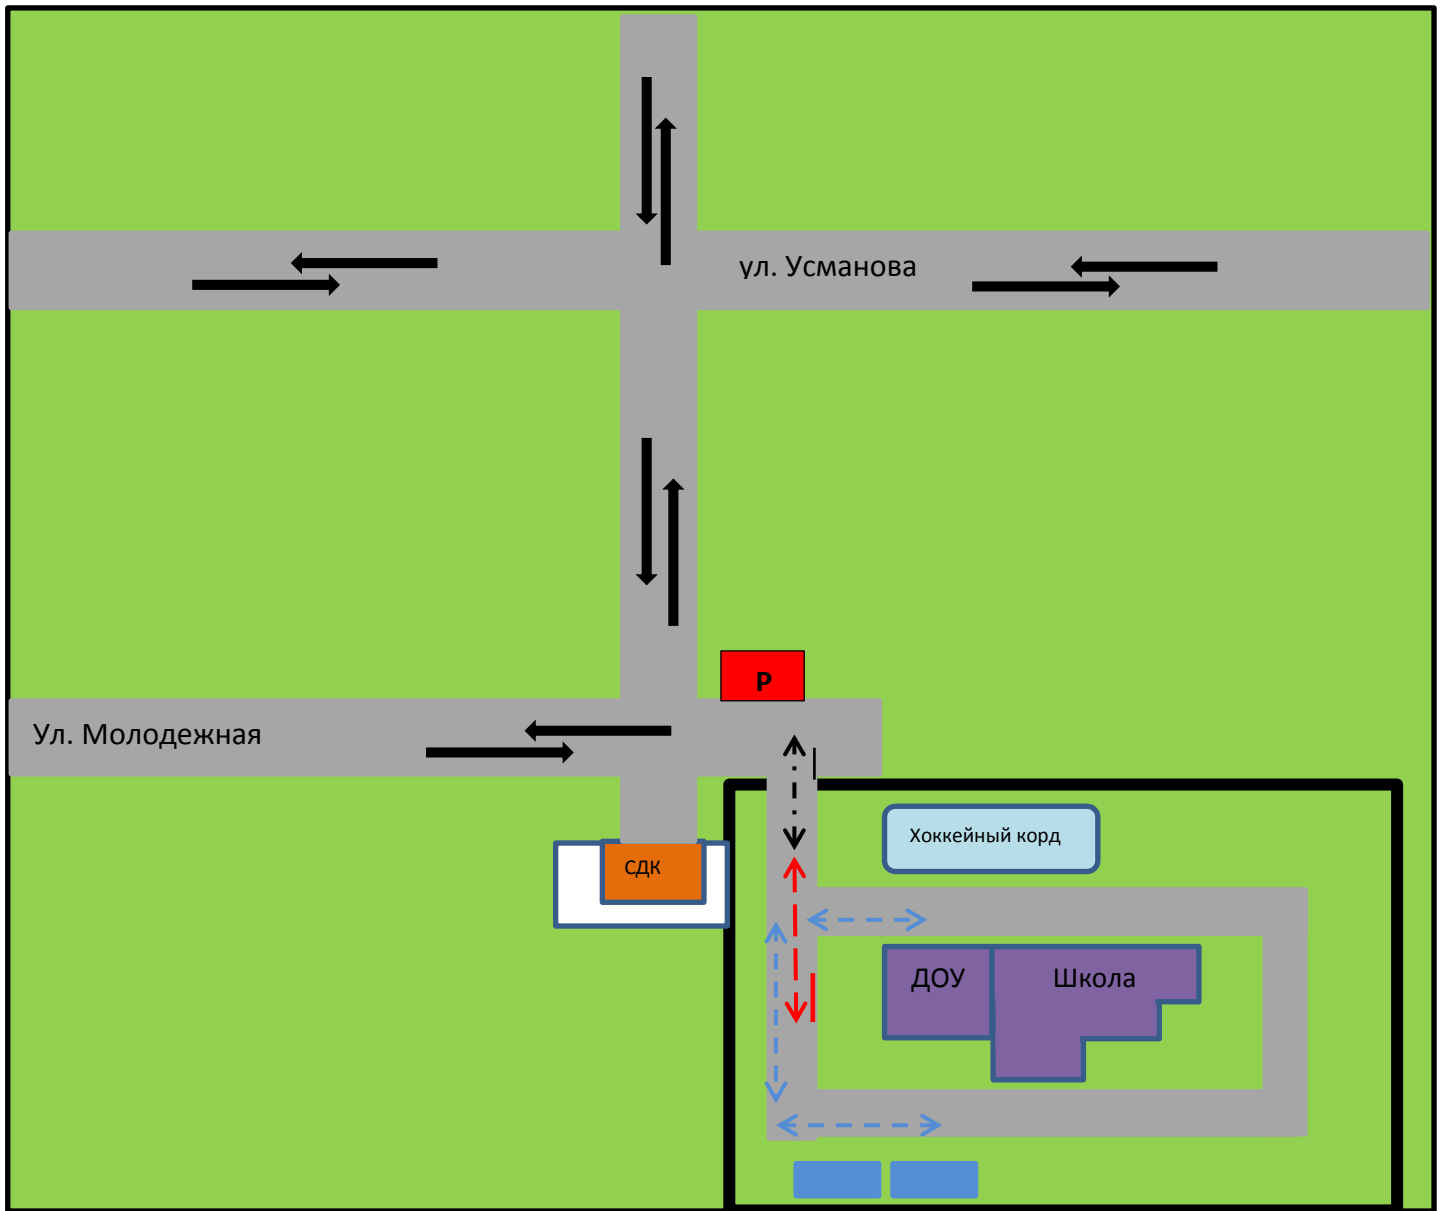 ул. Усманова
Р
Ул. Молодежная
Хоккейный корд
СДК
ДОУ
Школа